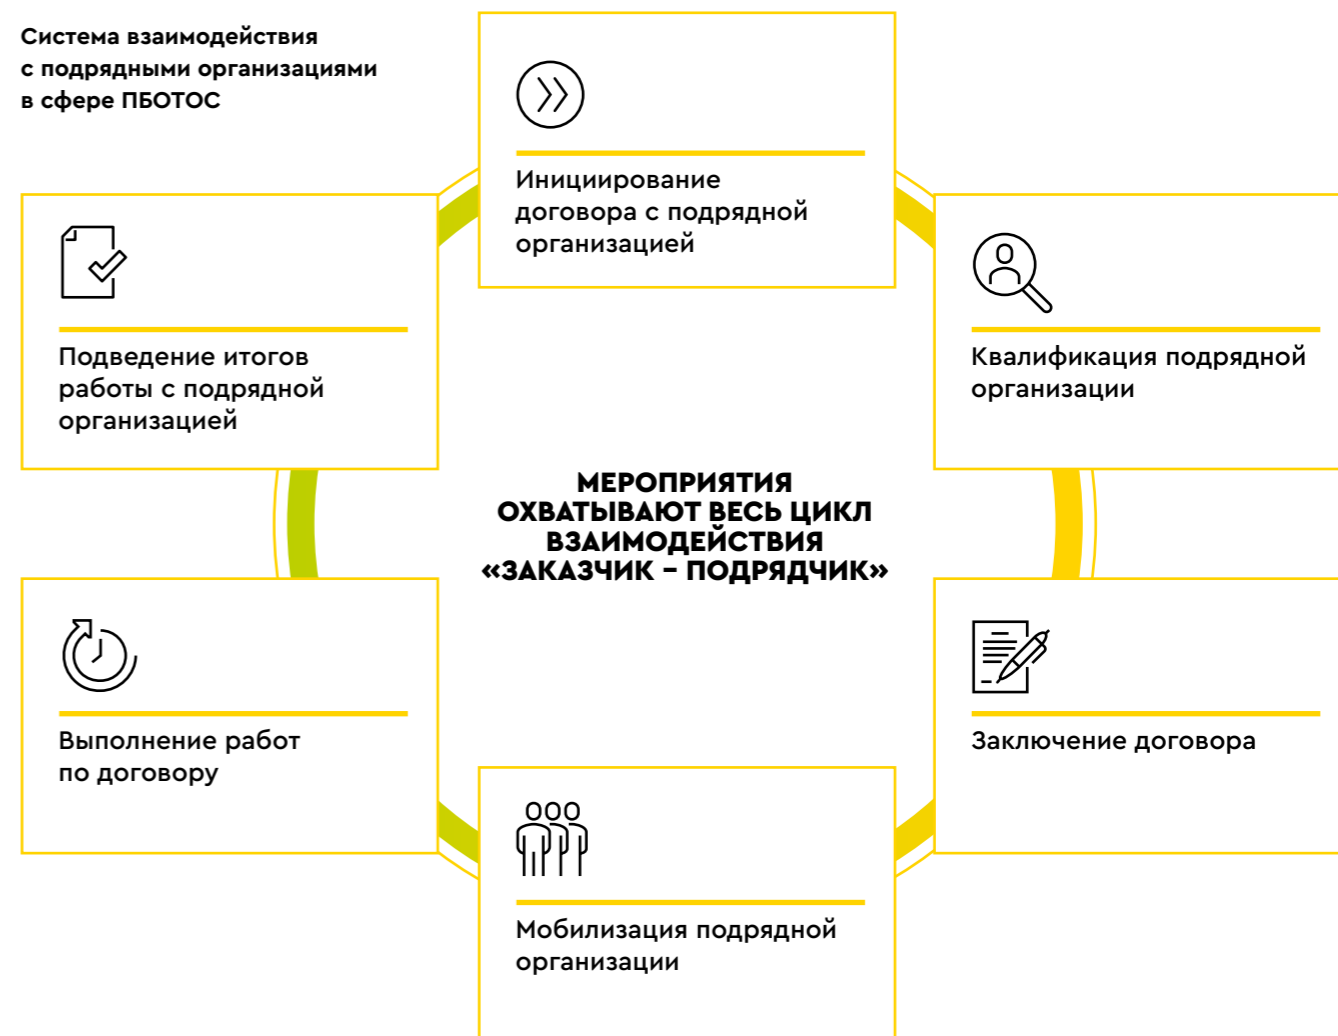 Система взаимодействия
с подрядными организациями
в сфере ПБОТОС
Инициирование
договора с подрядной
организацией
Квалификация подрядной
организации
Заключение договора
Мобилизация подрядной
организации
Выполнение работ
по договору
Подведение итогов
работы с подрядной
организацией
МЕРОПРИЯТИЯ
ОХВАТЫВАЮТ ВЕСЬ ЦИКЛ
ВЗАИМОДЕЙСТВИЯ
«ЗАКАЗЧИК – ПОДРЯДЧИК»